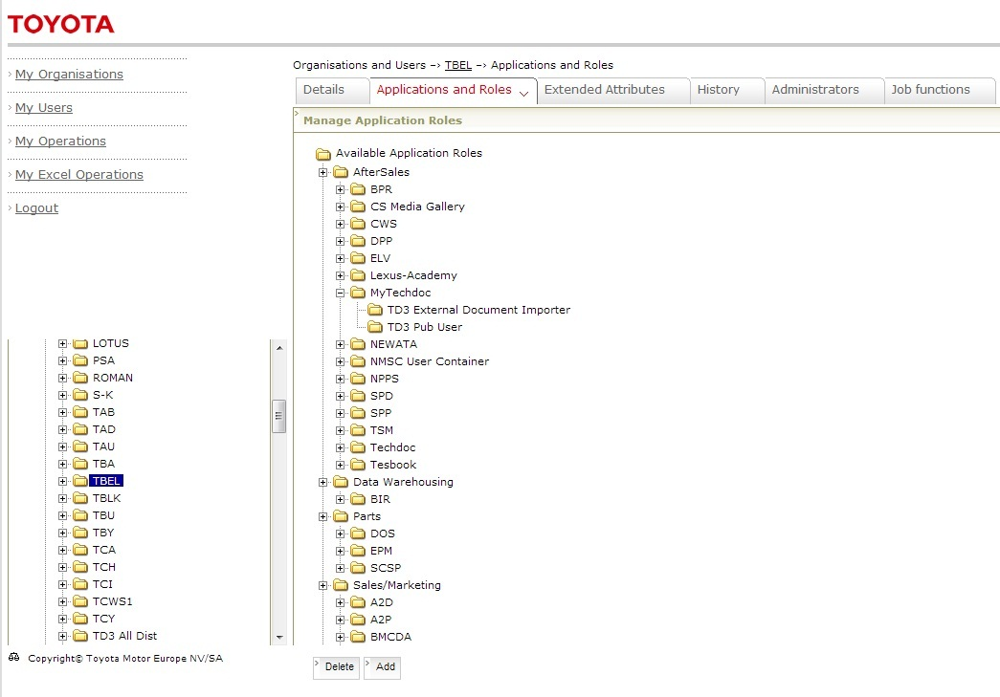 TOYOTA
My Organisations
My Users
My Operations
My Excel Operations
Logout
LOTUS
PSA
ROMAN
S-K
TAB
TAD
TAU
TBA
TBEL
TBLK
TBU
TBY
TCA
TCH
TCI
TCWS1
TCY
TD3 All Dist
Copyright© Toyota Motor Europe NV/SA
Organisations and Users –> TBEL –> Applications and Roles
Details Applications and Roles Extended Attributes History Administrators Job functions
Manage Application Roles
Available Application Roles
AfterSales
BPR
CS Media Gallery
CWS
DPP
ELV
Lexus-Academy
MyTechdoc
TD3 External Document Importer
TD3 Pub User
NEWATA
NMSC User Container
NPPS
SPD
SPP
TSM
Techdoc
Tesbook
Data Warehousing
BIR
Parts
DOS
EPM
SCSP
Sales/Marketing
A2D
A2P
BMCDA
Delete Add